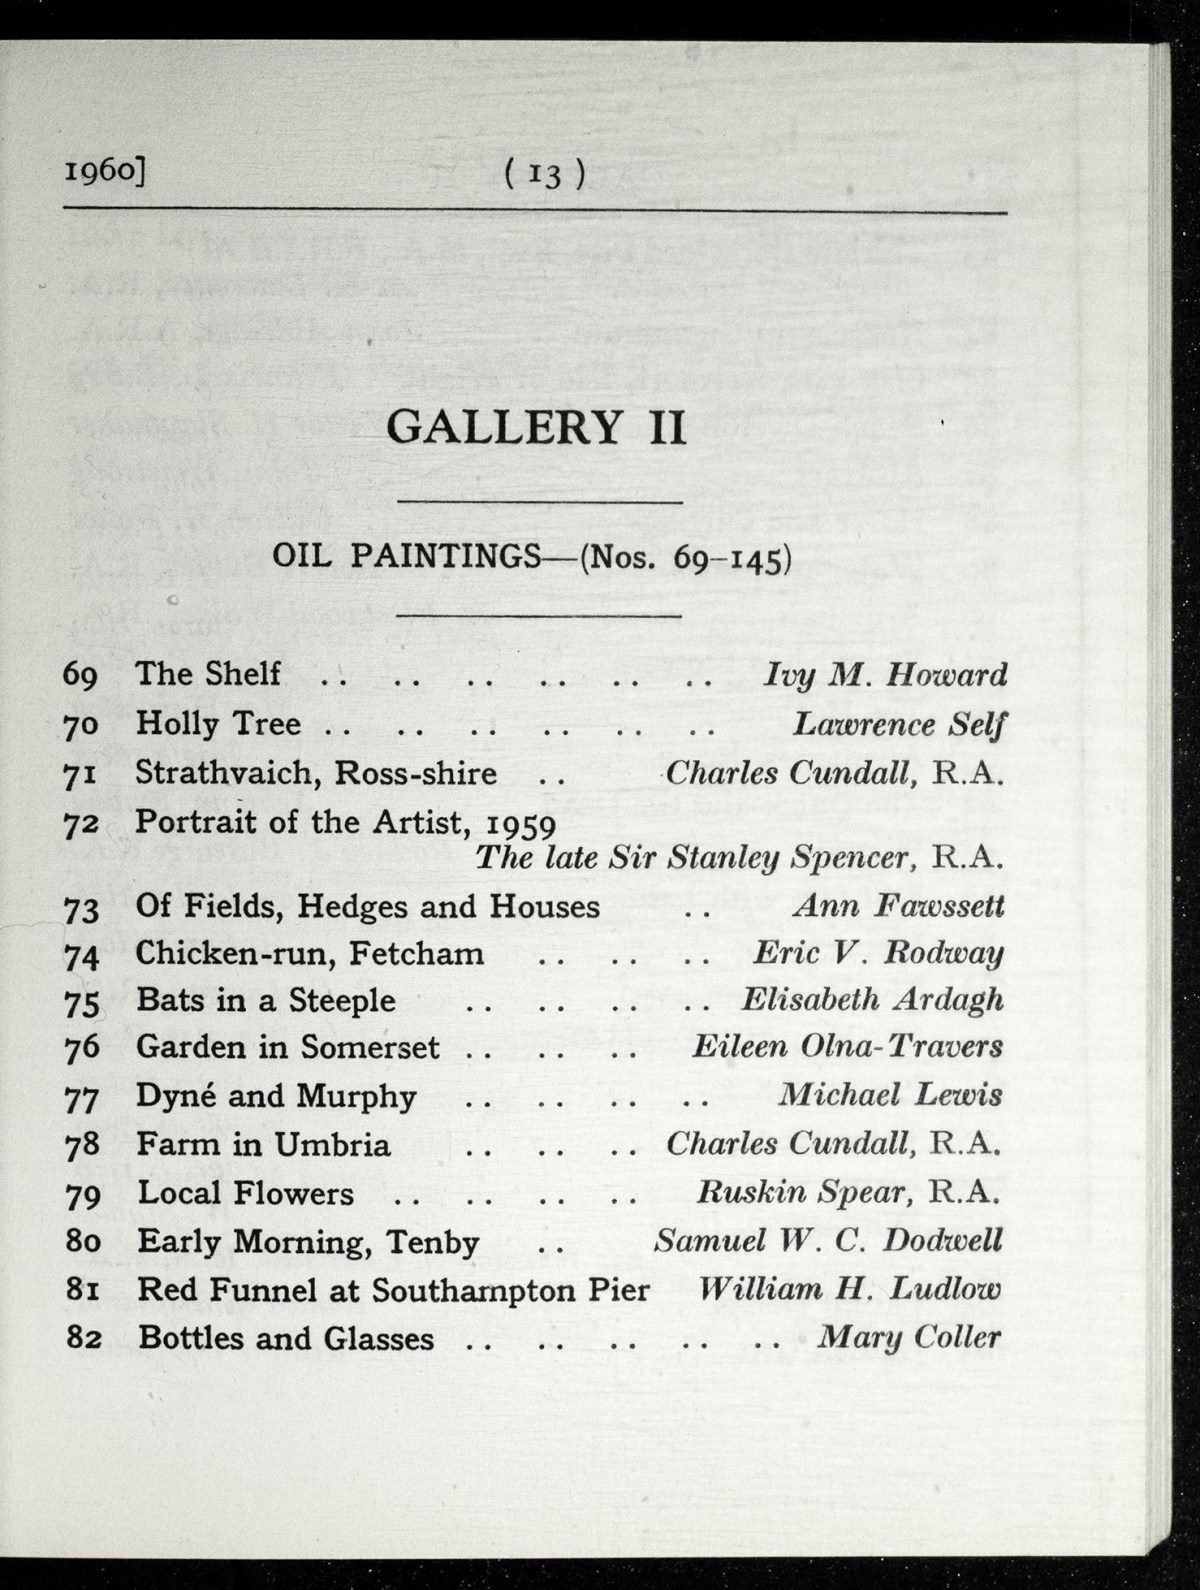 1960] ( 13 )
GALLERY II
OIL PAINTINGS—(Nos. 69–145)
69 The Shelf .. .. .. .. .. .. Ivy M. Howard
70 Holly Tree .. .. .. .. .. .. Lawrence Self
71 Strathvaich, Ross-shire .. Charles Cundall, R.A.
72 Portrait of the Artist, 1959
The late Sir Stanley Spencer, R.A.
73 Of Fields, Hedges and Houses .. Ann Fawssett
74 Chicken-run, Fetcham .. .. .. Eric V. Rodway
75 Bats in a Steeple .. .. .. .. Elisabeth Ardagh
76 Garden in Somerset .. .. .. Eileen Olna-Travers
77 Dyné and Murphy .. .. .. .. Michael Lewis
78 Farm in Umbria .. .. .. Charles Cundall, R.A.
79 Local Flowers .. .. .. .. Ruskin Spear, R.A.
80 Early Morning, Tenby .. Samuel W. C. Dodwell
81 Red Funnel at Southampton Pier William H. Ludlow
82 Bottles and Glasses .. .. .. .. .. Mary Coller